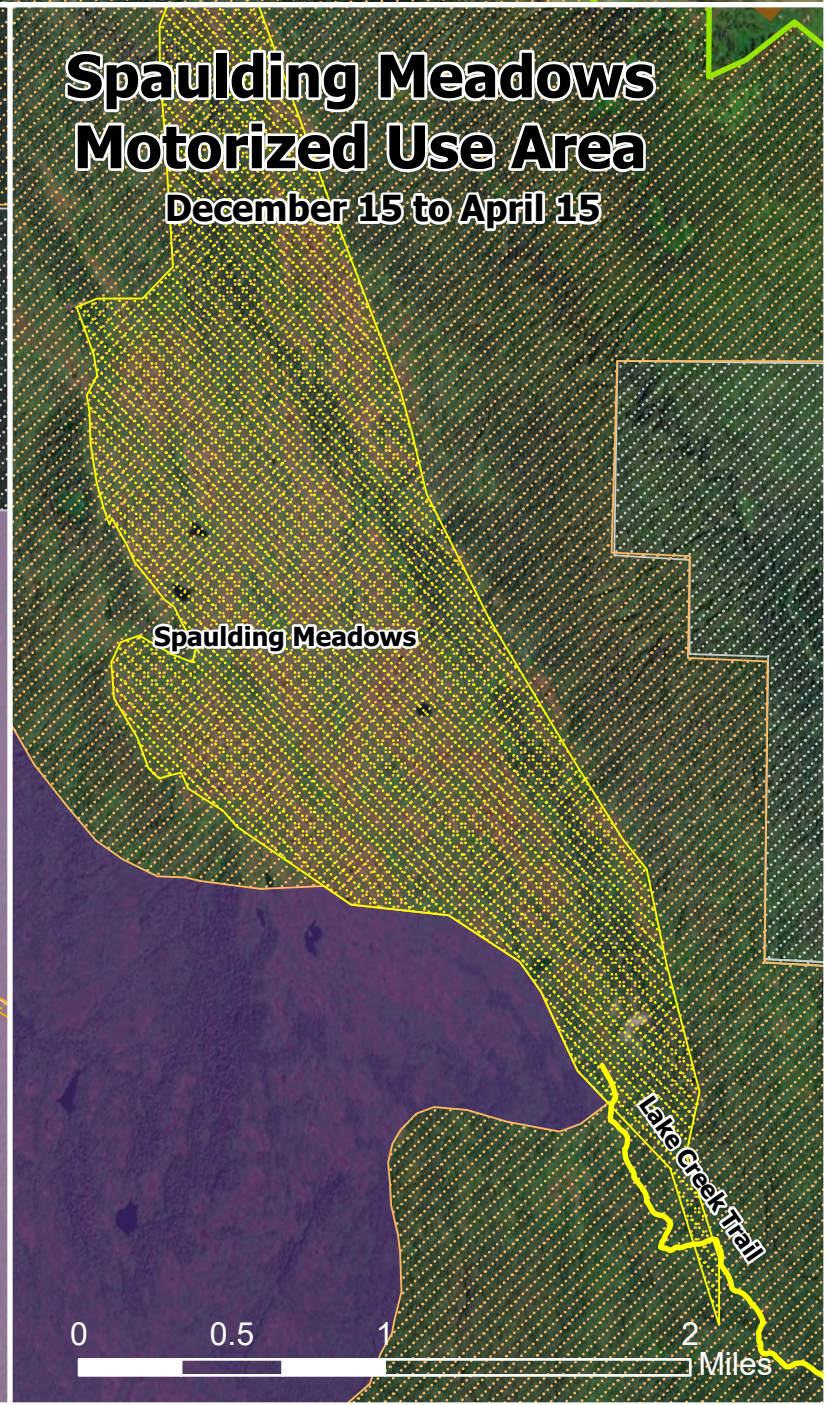 Spaulding Meadows
Motorized Use Area
December 15 to April 15
Spaulding Meadows
Lake Creek Trail
0 0.5 1 2
Miles